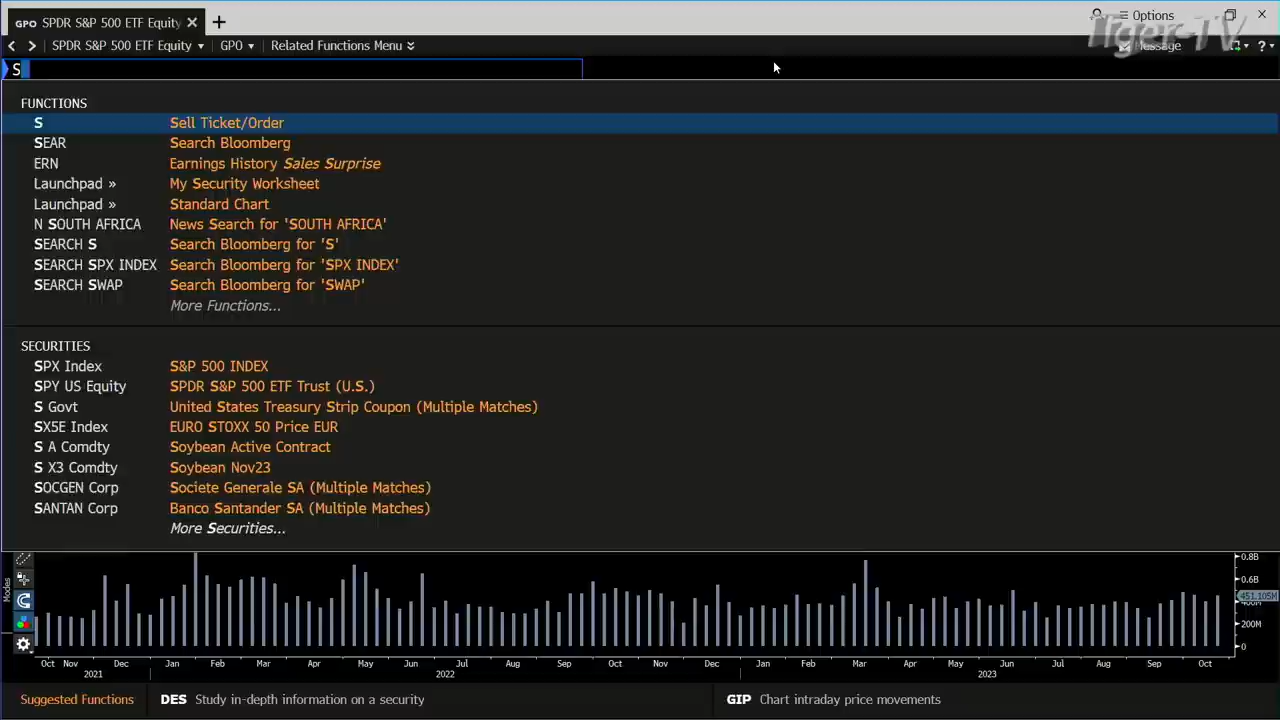 GPO SPDR S&P 500 ETF Equity
Options
Tiger-TV
SPDR S&P 500 ETF Equity GPO Related Functions Menu
Message ?
S
FUNCTIONS
S Sell Ticket/Order
SEAR Search Bloomberg
ERN Earnings History Sales Surprise
Launchpad » My Security Worksheet
Launchpad » Standard Chart
N SOUTH AFRICA News Search for 'SOUTH AFRICA'
SEARCH S Search Bloomberg for 'S'
SEARCH SPX INDEX Search Bloomberg for 'SPX INDEX'
SEARCH SWAP Search Bloomberg for 'SWAP'
More Functions...
SECURITIES
SPX Index S&P 500 INDEX
SPY US Equity SPDR S&P 500 ETF Trust (U.S.)
S Govt United States Treasury Strip Coupon (Multiple Matches)
SX5E Index EURO STOXX 50 Price EUR
S A Comdty Soybean Active Contract
S X3 Comdty Soybean Nov23
SOCGEN Corp Societe Generale SA (Multiple Matches)
SANTAN Corp Banco Santander SA (Multiple Matches)
More Securities...
Modes
0.8B
0.6B
451.105M
200M
0
Oct Nov Dec Jan Feb Mar Apr May Jun Jul Aug Sep Oct Nov Dec Jan Feb Mar Apr May Jun Jul Aug Sep Oct
2021 2022 2023
Suggested Functions DES Study in-depth information on a security GIP Chart intraday price movements